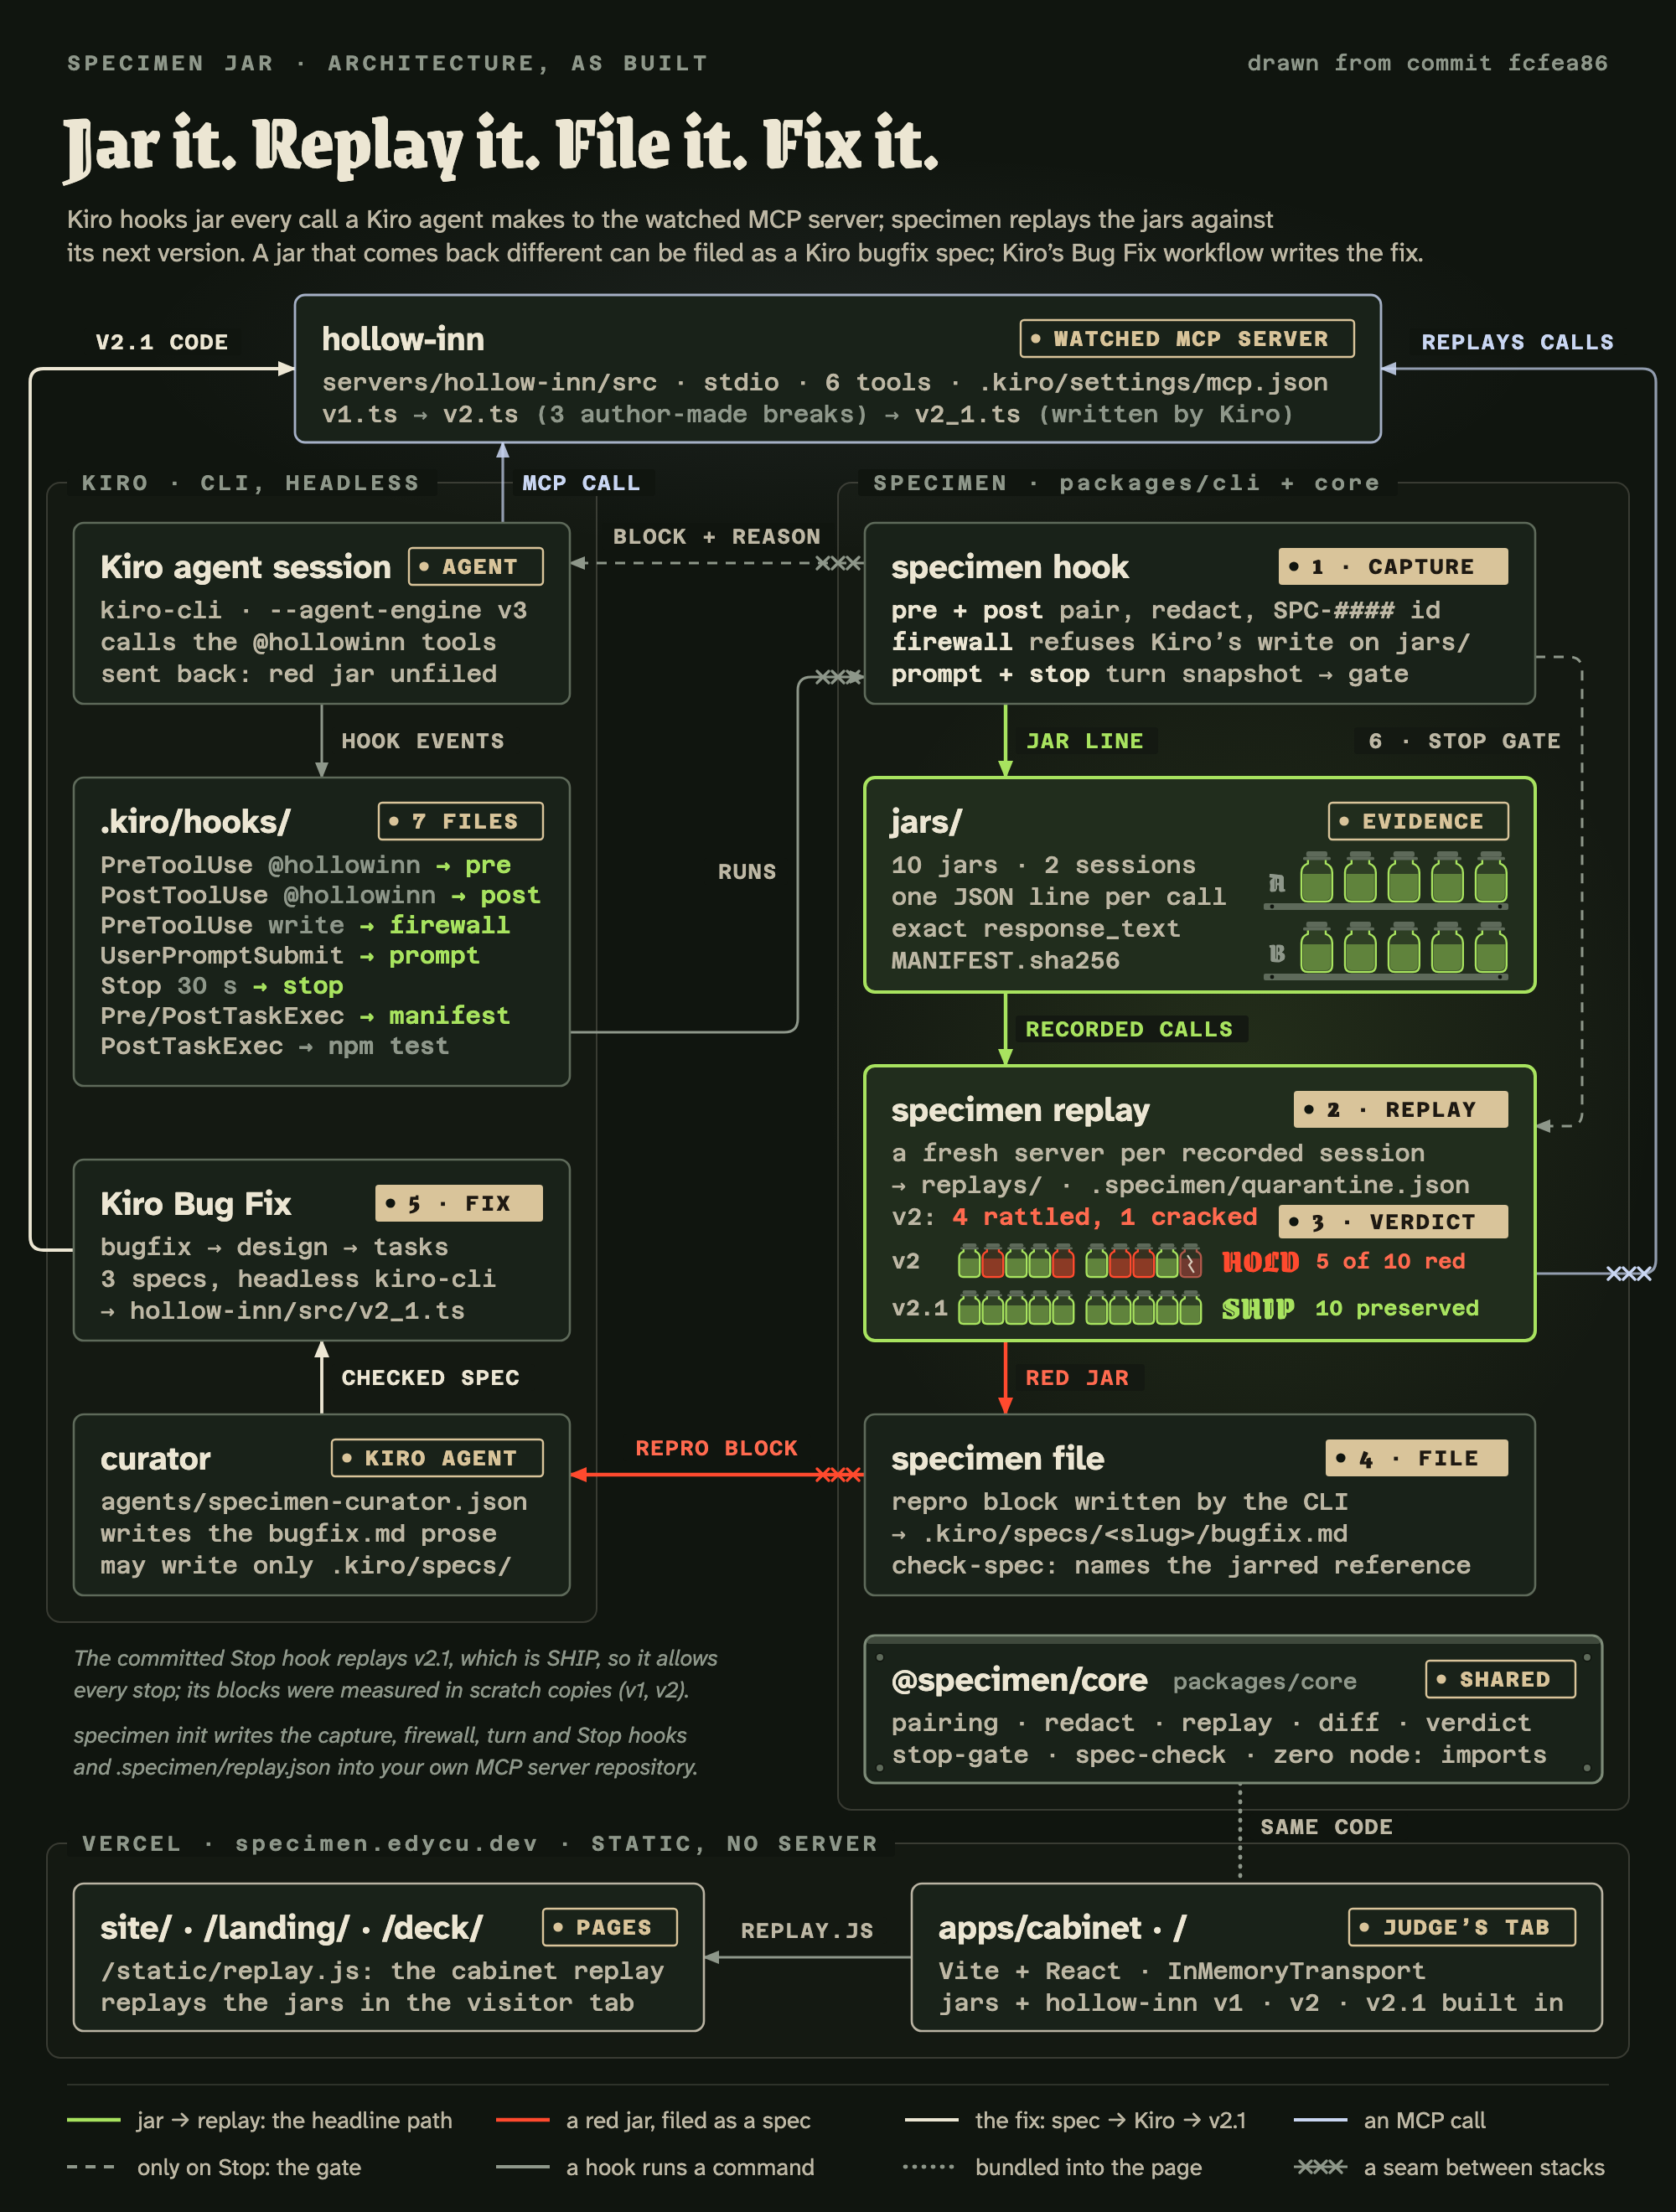 SPECIMEN JAR · ARCHITECTURE, AS BUILT
drawn from commit fcfea86
Jar it. Replay it. File it. Fix it.
Kiro hooks jar every call a Kiro agent makes to the watched MCP server; specimen replays the jars against
its next version. A jar that comes back different can be filed as a Kiro bugfix spec; Kiro’s Bug Fix workflow writes the fix.
V2.1 CODE
hollow-inn
• WATCHED MCP SERVER
servers/hollow-inn/src · stdio · 6 tools · .kiro/settings/mcp.json
v1.ts → v2.ts (3 author-made breaks) → v2_1.ts (written by Kiro)
REPLAYS CALLS
KIRO · CLI, HEADLESS
MCP CALL
SPECIMEN · packages/cli + core
Kiro agent session
• AGENT
kiro-cli · --agent-engine v3
calls the @hollowinn tools
sent back: red jar unfiled
BLOCK + REASON
specimen hook
• 1 · CAPTURE
pre + post pair, redact, SPC-#### id
firewall refuses Kiro’s write on jars/
prompt + stop turn snapshot → gate
HOOK EVENTS
JAR LINE
6 · STOP GATE
.kiro/hooks/
• 7 FILES
PreToolUse @hollowinn → pre
PostToolUse @hollowinn → post
PreToolUse write → firewall
UserPromptSubmit → prompt
Stop 30 s → stop
Pre/PostTaskExec → manifest
PostTaskExec → npm test
RUNS
jars/
• EVIDENCE
10 jars · 2 sessions
one JSON line per call
exact response_text
MANIFEST.sha256
A
B
RECORDED CALLS
specimen replay
• 2 · REPLAY
a fresh server per recorded session
→ replays/ · .specimen/quarantine.json
v2: 4 rattled, 1 cracked
• 3 · VERDICT
v2
HOLD 5 of 10 red
v2.1
SHIP 10 preserved
Kiro Bug Fix
• 5 · FIX
bugfix → design → tasks
3 specs, headless kiro-cli
→ hollow-inn/src/v2_1.ts
CHECKED SPEC
RED JAR
curator
• KIRO AGENT
agents/specimen-curator.json
writes the bugfix.md prose
may write only .kiro/specs/
REPRO BLOCK
specimen file
• 4 · FILE
repro block written by the CLI
→ .kiro/specs/<slug>/bugfix.md
check-spec: names the jarred reference
The committed Stop hook replays v2.1, which is SHIP, so it allows
every stop; its blocks were measured in scratch copies (v1, v2).
specimen init writes the capture, firewall, turn and Stop hooks
and .specimen/replay.json into your own MCP server repository.
@specimen/core packages/core
• SHARED
pairing · redact · replay · diff · verdict
stop-gate · spec-check · zero node: imports
SAME CODE
VERCEL · specimen.edycu.dev · STATIC, NO SERVER
site/ · /landing/ · /deck/
• PAGES
/static/replay.js: the cabinet replay
replays the jars in the visitor tab
REPLAY.JS
apps/cabinet · /
• JUDGE’S TAB
Vite + React · InMemoryTransport
jars + hollow-inn v1 · v2 · v2.1 built in
jar → replay: the headline path
a red jar, filed as a spec
the fix: spec → Kiro → v2.1
an MCP call
only on Stop: the gate
a hook runs a command
bundled into the page
a seam between stacks